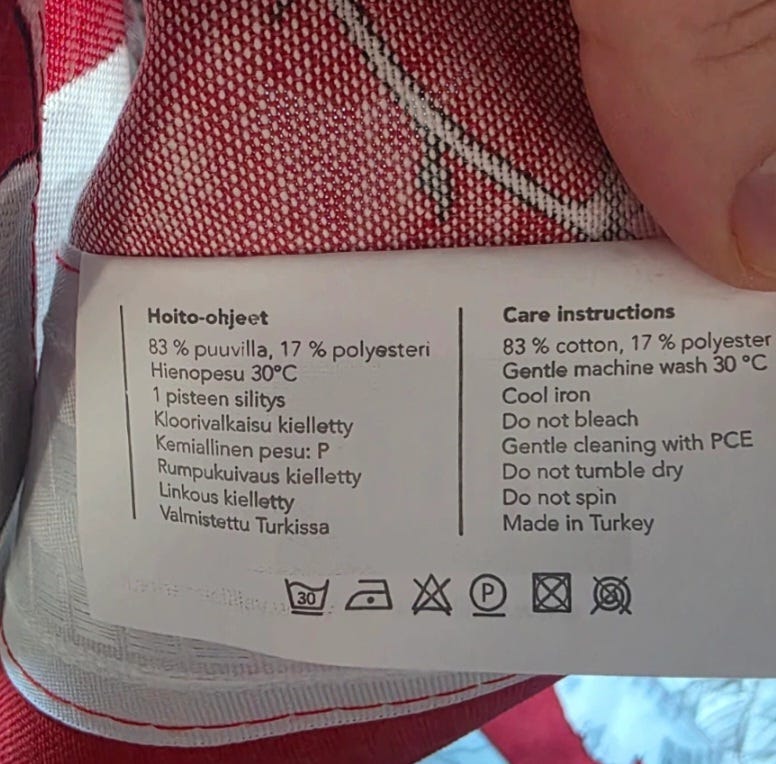 Hoito-ohjeet
83 % puuvilla, 17 % polyesteri
Hienopesu 30°C
1 pisteen silitys
Kloorivalkaisu kielletty
Kemiallinen pesu: P
Rumpukuivaus kielletty
Linkous kielletty
Valmistettu Turkissa
Care instructions
83 % cotton, 17 % polyester
Gentle machine wash 30 °C
Cool iron
Do not bleach
Gentle cleaning with PCE
Do not tumble dry
Do not spin
Made in Turkey
30 P